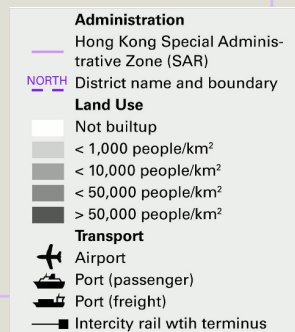 Administration
Hong Kong Special Adminis-
trative Zone (SAR)
NORTH District name and boundary
Land Use
Not builtup
< 1,000 people/km²
< 10,000 people/km²
< 50,000 people/km²
> 50,000 people/km²
Transport
Airport
Port (passenger)
Port (freight)
Intercity rail wtih terminus